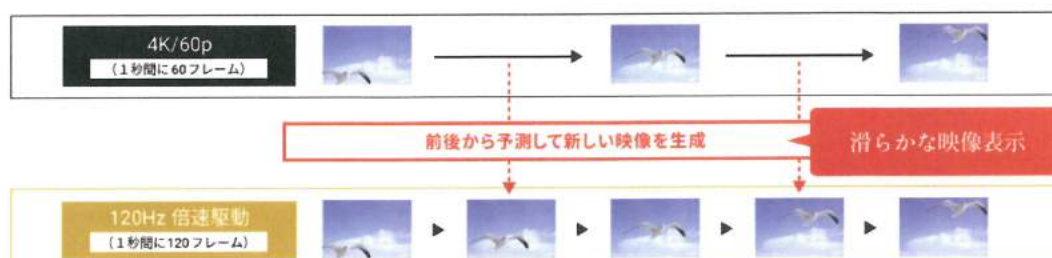 4K/60p
（1秒間に60フレーム）
前後から予測して新しい映像を生成
滑らかな映像表示
120Hz 倍速駆動
（1秒間に120フレーム）